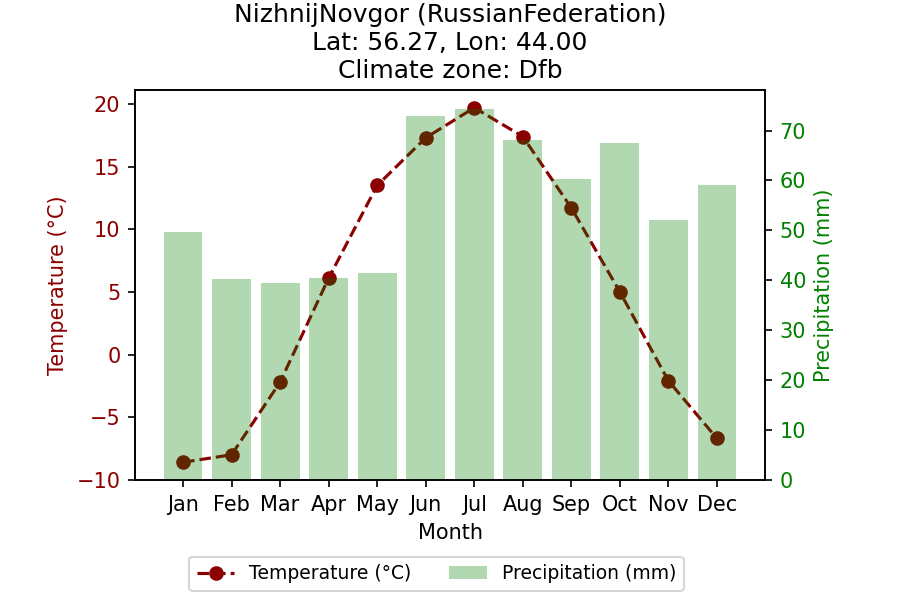 NizhnijNovgor (RussianFederation)
Lat: 56.27, Lon: 44.00
Climate zone: Dfb
Temperature (°C)
20
15
10
5
0
−5
−10
70
60
50
40
30
20
10
0
Precipitation (mm)
Jan Feb Mar Apr May Jun Jul Aug Sep Oct Nov Dec
Month
Temperature (°C) Precipitation (mm)